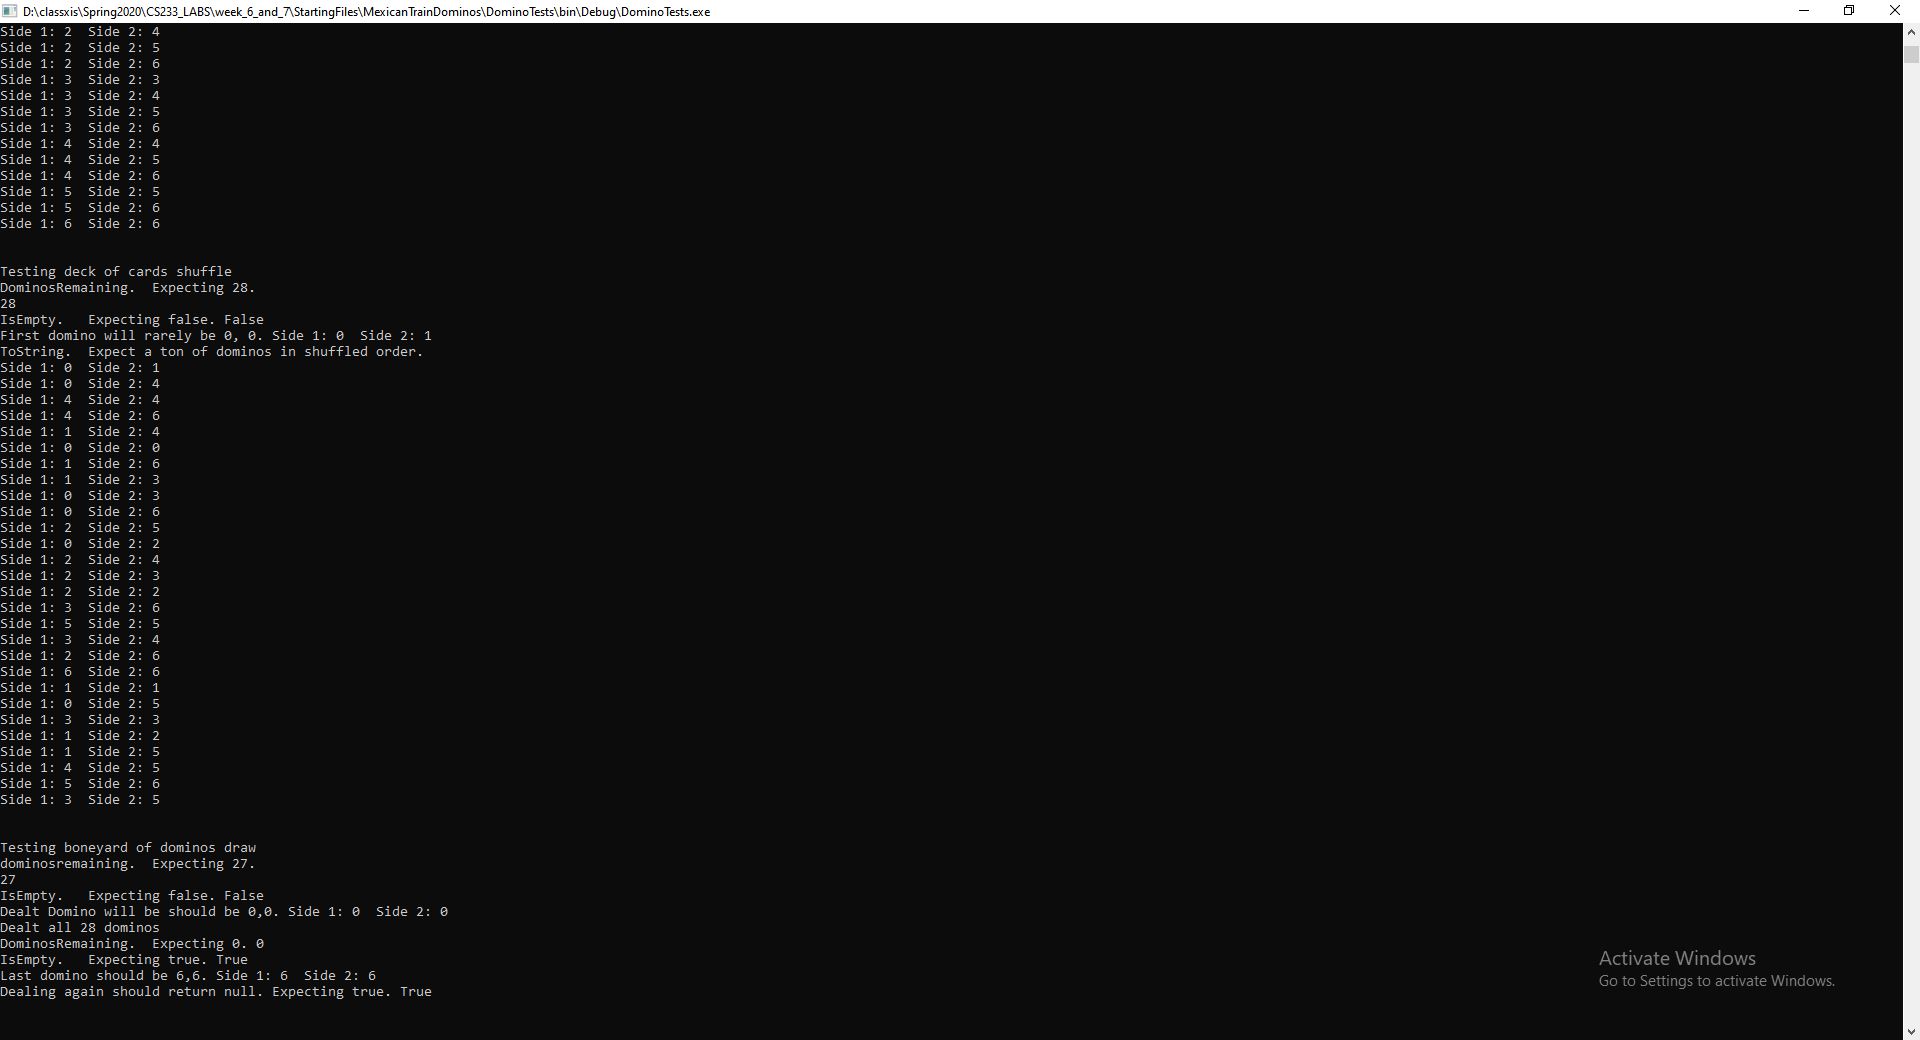 D:\classxis\Spring2020\CS233_LABS\week_6_and_7\StartingFiles\MexicanTrainDominos\DominoTests\bin\Debug\DominoTests.exe
Side 1: 2  Side 2: 4
Side 1: 2  Side 2: 5
Side 1: 2  Side 2: 6
Side 1: 3  Side 2: 3
Side 1: 3  Side 2: 4
Side 1: 3  Side 2: 5
Side 1: 3  Side 2: 6
Side 1: 4  Side 2: 4
Side 1: 4  Side 2: 5
Side 1: 4  Side 2: 6
Side 1: 5  Side 2: 5
Side 1: 5  Side 2: 6
Side 1: 6  Side 2: 6
Testing deck of cards shuffle
DominosRemaining.  Expecting 28.
28
IsEmpty.   Expecting false. False
First domino will rarely be 0, 0. Side 1: 0  Side 2: 1
ToString.  Expect a ton of dominos in shuffled order.
Side 1: 0  Side 2: 1
Side 1: 0  Side 2: 4
Side 1: 4  Side 2: 4
Side 1: 4  Side 2: 6
Side 1: 1  Side 2: 4
Side 1: 0  Side 2: 0
Side 1: 1  Side 2: 6
Side 1: 1  Side 2: 3
Side 1: 0  Side 2: 3
Side 1: 0  Side 2: 6
Side 1: 2  Side 2: 5
Side 1: 0  Side 2: 2
Side 1: 2  Side 2: 4
Side 1: 2  Side 2: 3
Side 1: 2  Side 2: 2
Side 1: 3  Side 2: 6
Side 1: 5  Side 2: 5
Side 1: 3  Side 2: 4
Side 1: 2  Side 2: 6
Side 1: 6  Side 2: 6
Side 1: 1  Side 2: 1
Side 1: 0  Side 2: 5
Side 1: 3  Side 2: 3
Side 1: 1  Side 2: 2
Side 1: 1  Side 2: 5
Side 1: 4  Side 2: 5
Side 1: 5  Side 2: 6
Side 1: 3  Side 2: 5
Testing boneyard of dominos draw
dominosremaining.  Expecting 27.
27
IsEmpty.   Expecting false. False
Dealt Domino will be should be 0,0. Side 1: 0  Side 2: 0
Dealt all 28 dominos
DominosRemaining.  Expecting 0. 0
IsEmpty.   Expecting true. True
Last domino should be 6,6. Side 1: 6  Side 2: 6
Dealing again should return null. Expecting true. True
Activate Windows
Go to Settings to activate Windows.